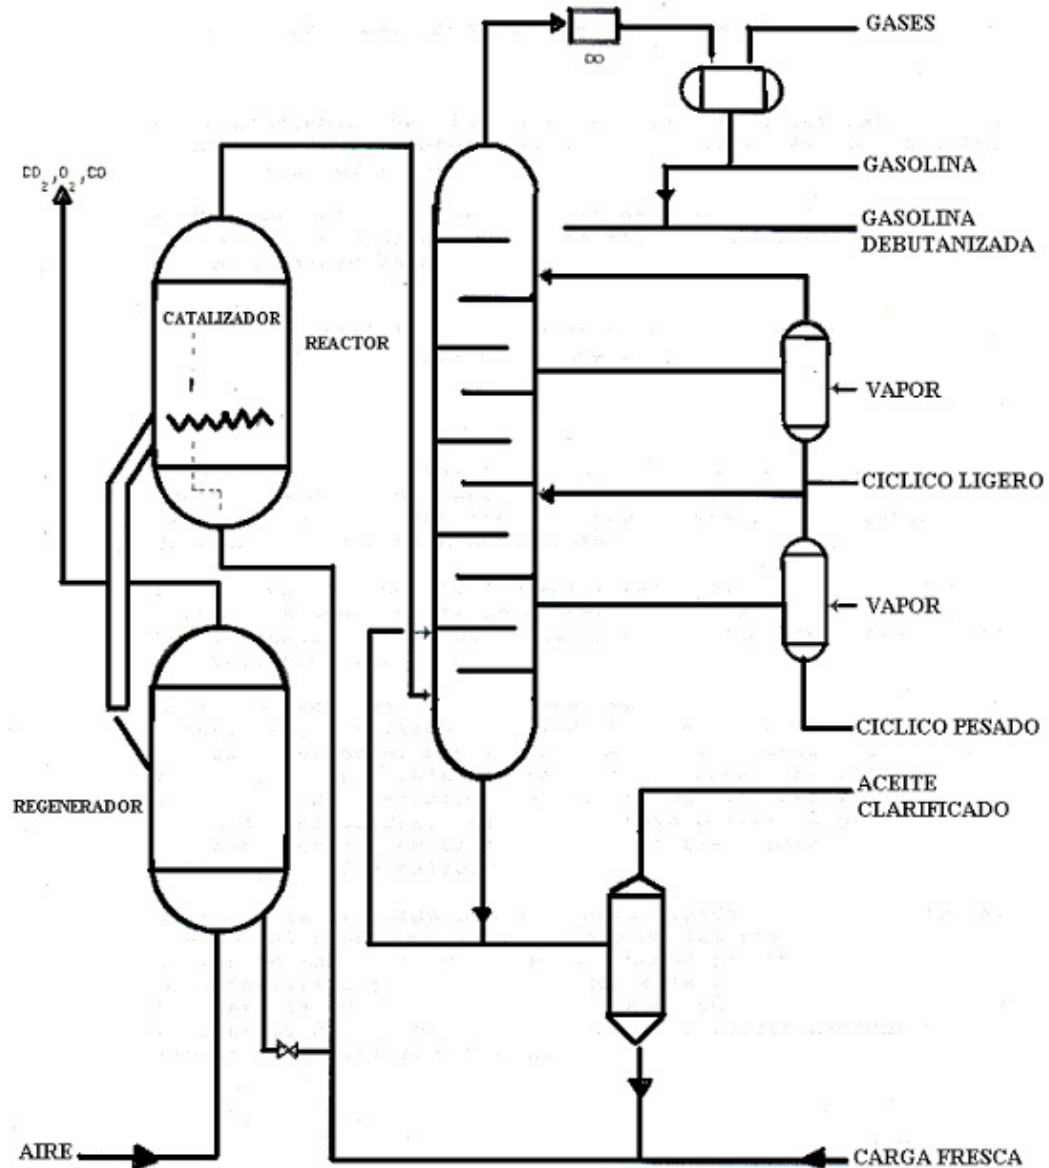 GASES
∞
GASOLINA
CO₂,O₂,CO
GASOLINA
DEBUTANIZADA
CATALIZADOR
REACTOR
VAPOR
CICLICO LIGERO
VAPOR
CICLICO PESADO
ACEITE
CLARIFICADO
REGENERADOR
AIRE
CARGA FRESCA